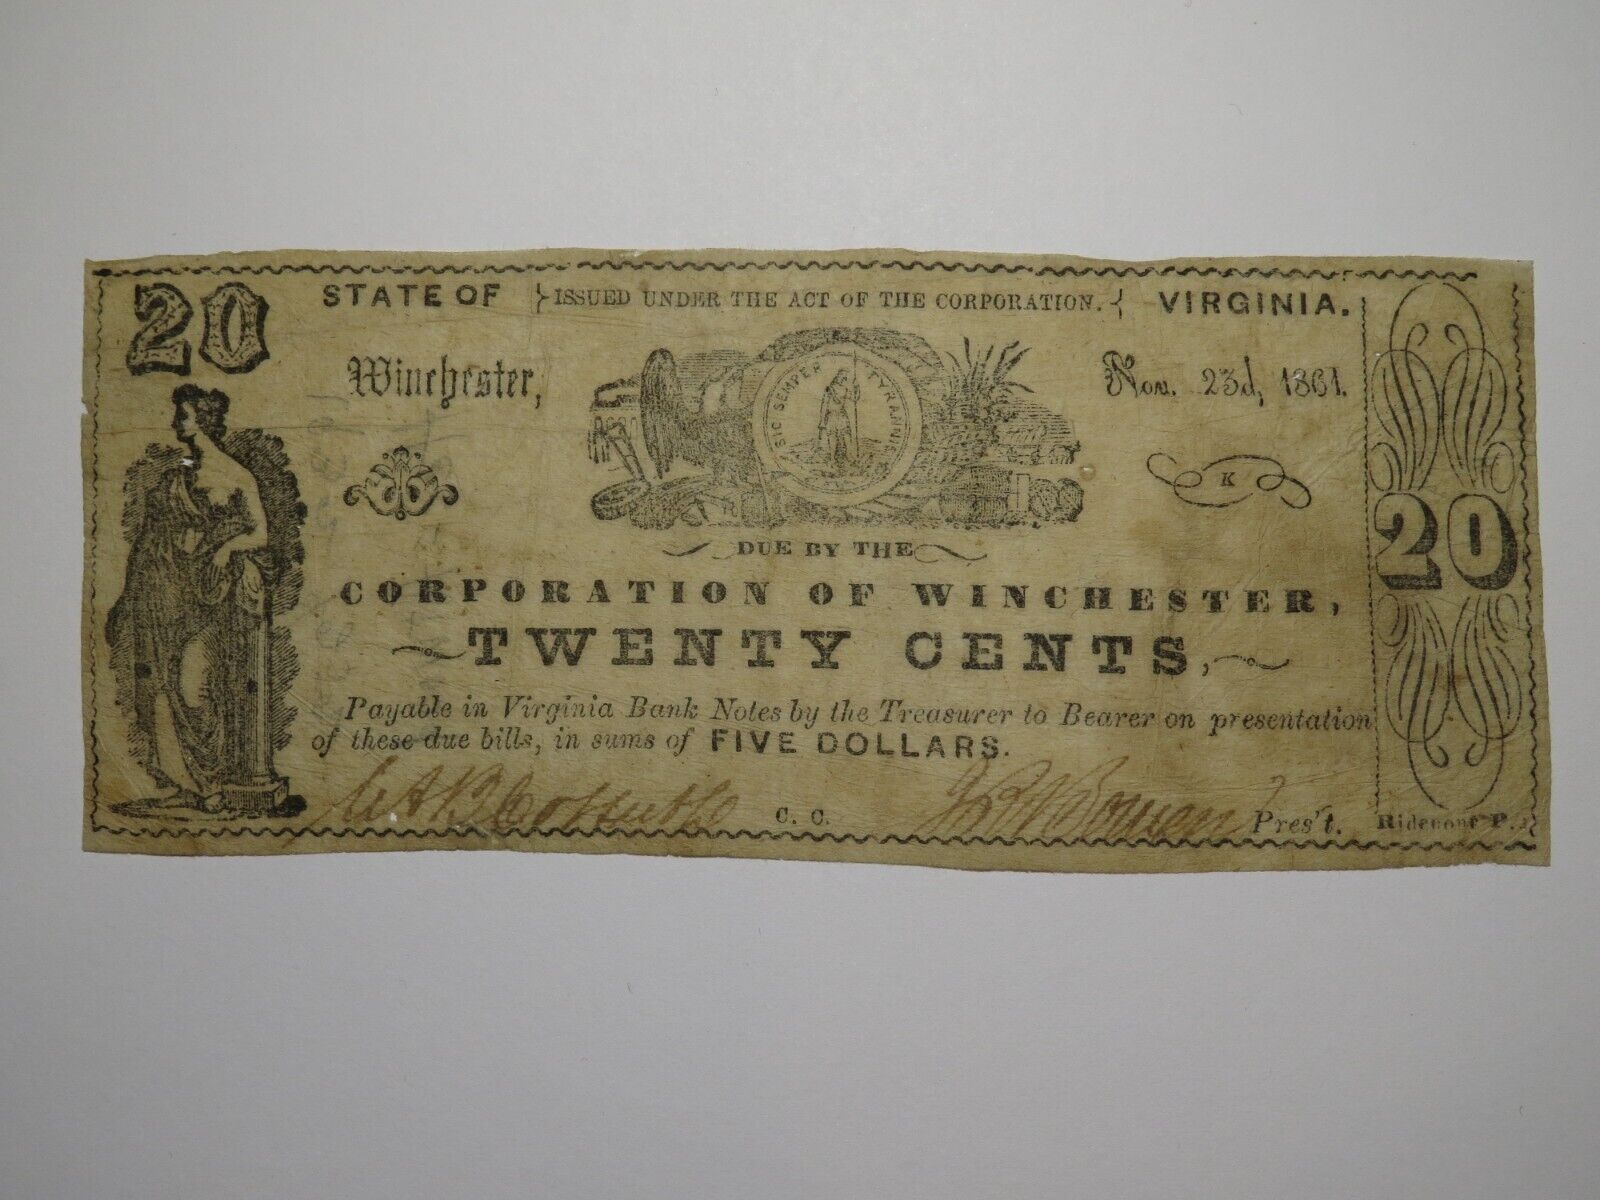 20 STATE OF ISSUED UNDER THE ACT OF THE CORPORATION. VIRGINIA.
Winchester, SIC SEMPER TYRANNIS Nov. 23d, 1861.
K
DUE BY THE
CORPORATION OF WINCHESTER,
TWENTY CENTS,
20
Payable in Virginia Bank Notes by the Treasurer to Bearer on presentation
of these due bills, in sums of FIVE DOLLARS.
C. C. Pres't.